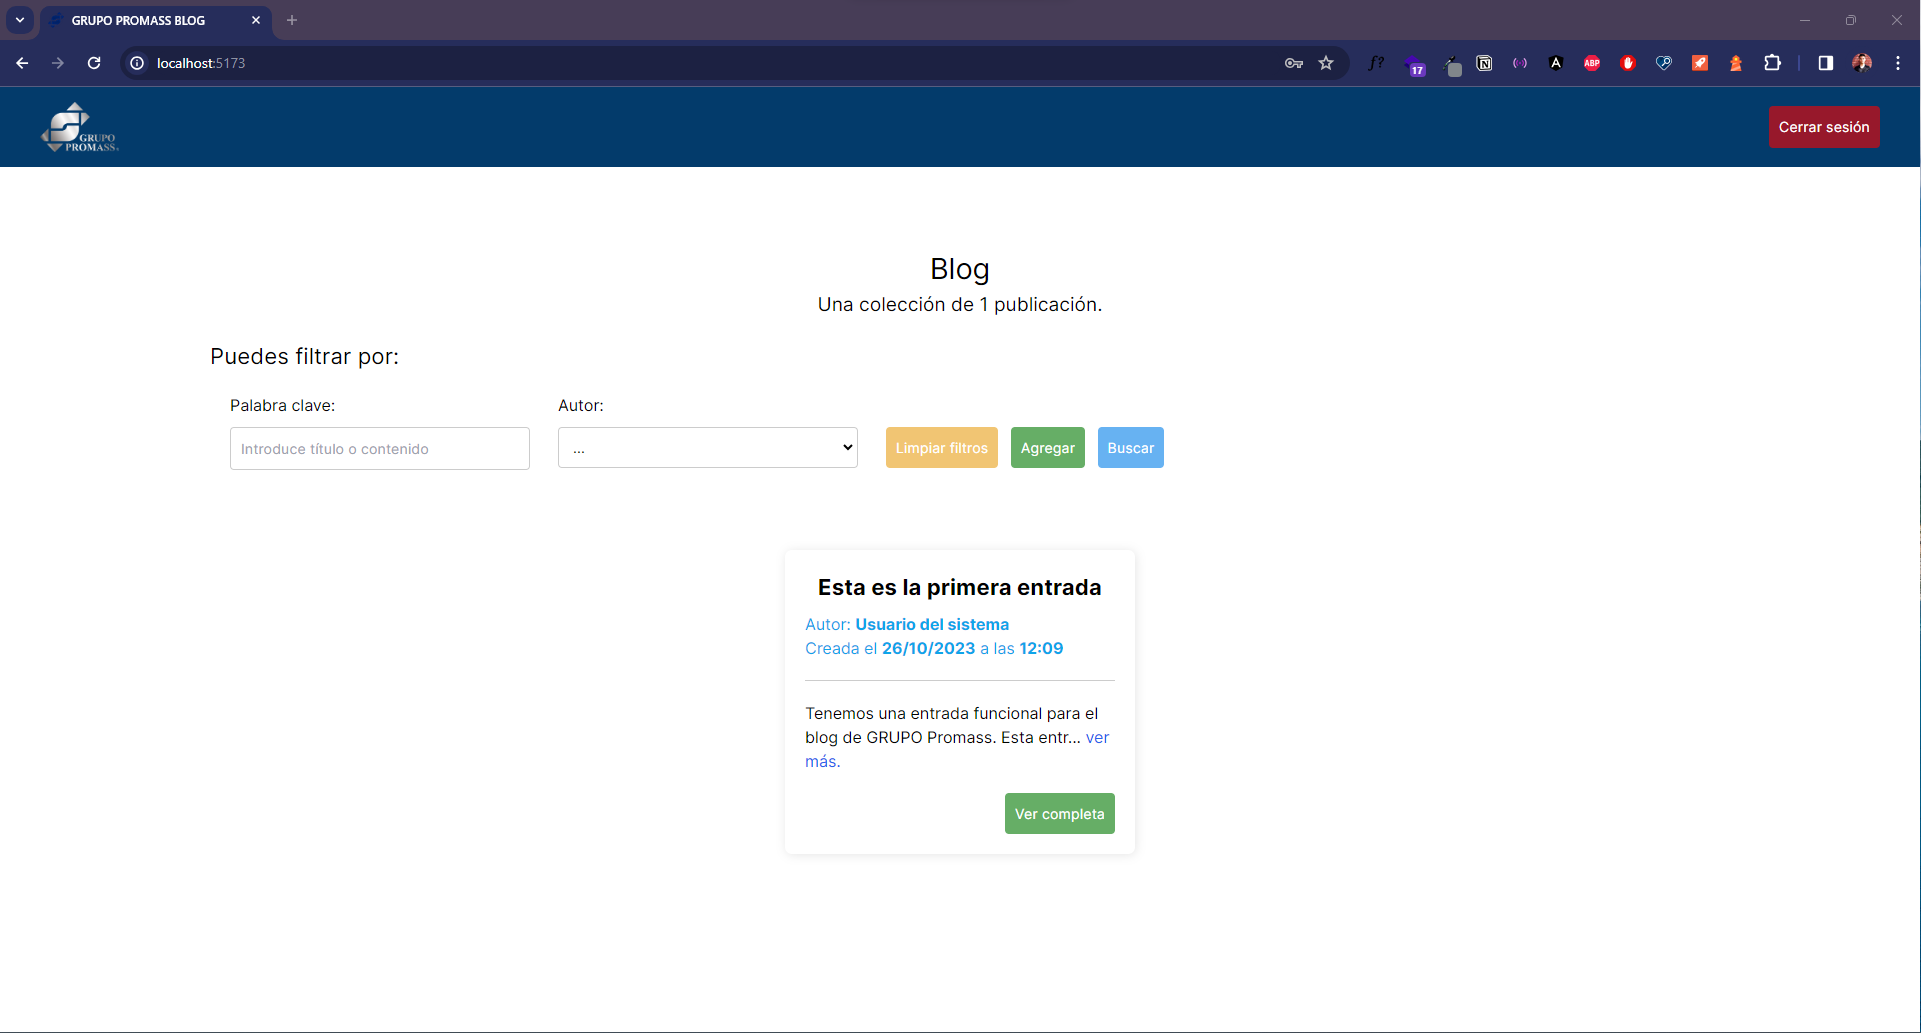 GRUPO PROMASS BLOG
localhost:5173
17
ABP
GRUPO
PROMASS
Cerrar sesión
Blog
Una colección de 1 publicación.
Puedes filtrar por:
Palabra clave:
Autor:
Introduce título o contenido
...
Limpiar filtros
Agregar
Buscar
Esta es la primera entrada
Autor: Usuario del sistema
Creada el 26/10/2023 a las 12:09
Tenemos una entrada funcional para el
blog de GRUPO Promass. Esta entr... ver
más.
Ver completa